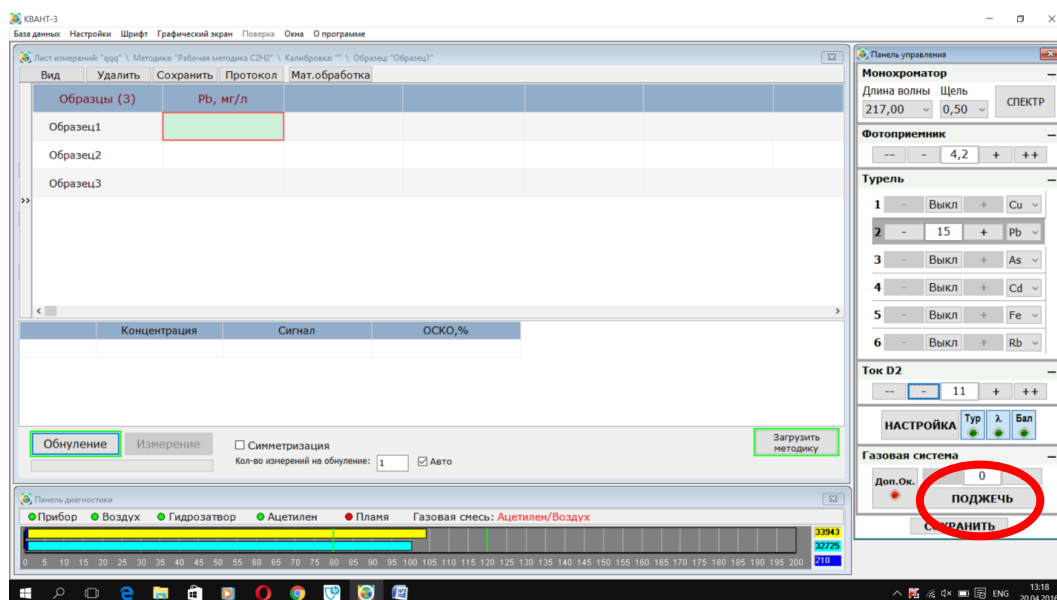 КВАНТ-3
База данных Настройки Шрифт Графический экран Поверка Окна О программе
Лист измерений: "qqq" \ Методика: "Рабочая методика C2H2" \ Калибровка: "" \ Образец: "Образец1"
Вид Удалить Сохранить Протокол Мат.обработка
Образцы (3) Pb, мг/л
Образец1
Образец2
Образец3
>>
Концентрация Сигнал ОСКО,%
Обнуление Измерение Симметризация
Кол-во измерений на обнуление: 1 Авто
Загрузить
методику
Панель диагностики
Прибор Воздух Гидрозатвор Ацетилен Пламя Газовая смесь: Ацетилен/Воздух
33943
32725
0 5 10 15 20 25 30 35 40 45 50 55 60 65 70 75 80 85 90 95 100 105 110 115 120 125 130 135 140 145 150 155 160 165 170 175 180 185 190 195 200 210
Панель управления
Монохроматор
Длина волны Щель
217,00 0,50 СПЕКТР
Фотоприемник
-- - 4,2 + ++
Турель
1 - Выкл + Cu
2 - 15 + Pb
3 - Выкл + As
4 - Выкл + Cd
5 - Выкл + Fe
6 - Выкл + Rb
Ток D2
-- - 11 + ++
НАСТРОЙКА Тур λ Бал
Газовая система
Доп.Ок. 0
ПОДЖЕЧЬ
СОХРАНИТЬ
ENG 13:18
20.04.2016